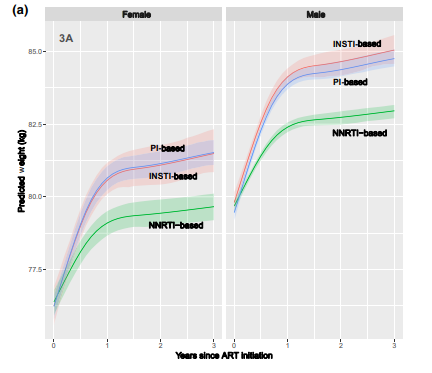 (a)
Female
Male
3A
85.0
82.5
80.0
77.5
Predicted weight (kg)
PI-based
INSTI-based
NNRTI-based
INSTI-based
PI-based
NNRTI-based
0 1 2 3
0 1 2 3
Years since ART initiation